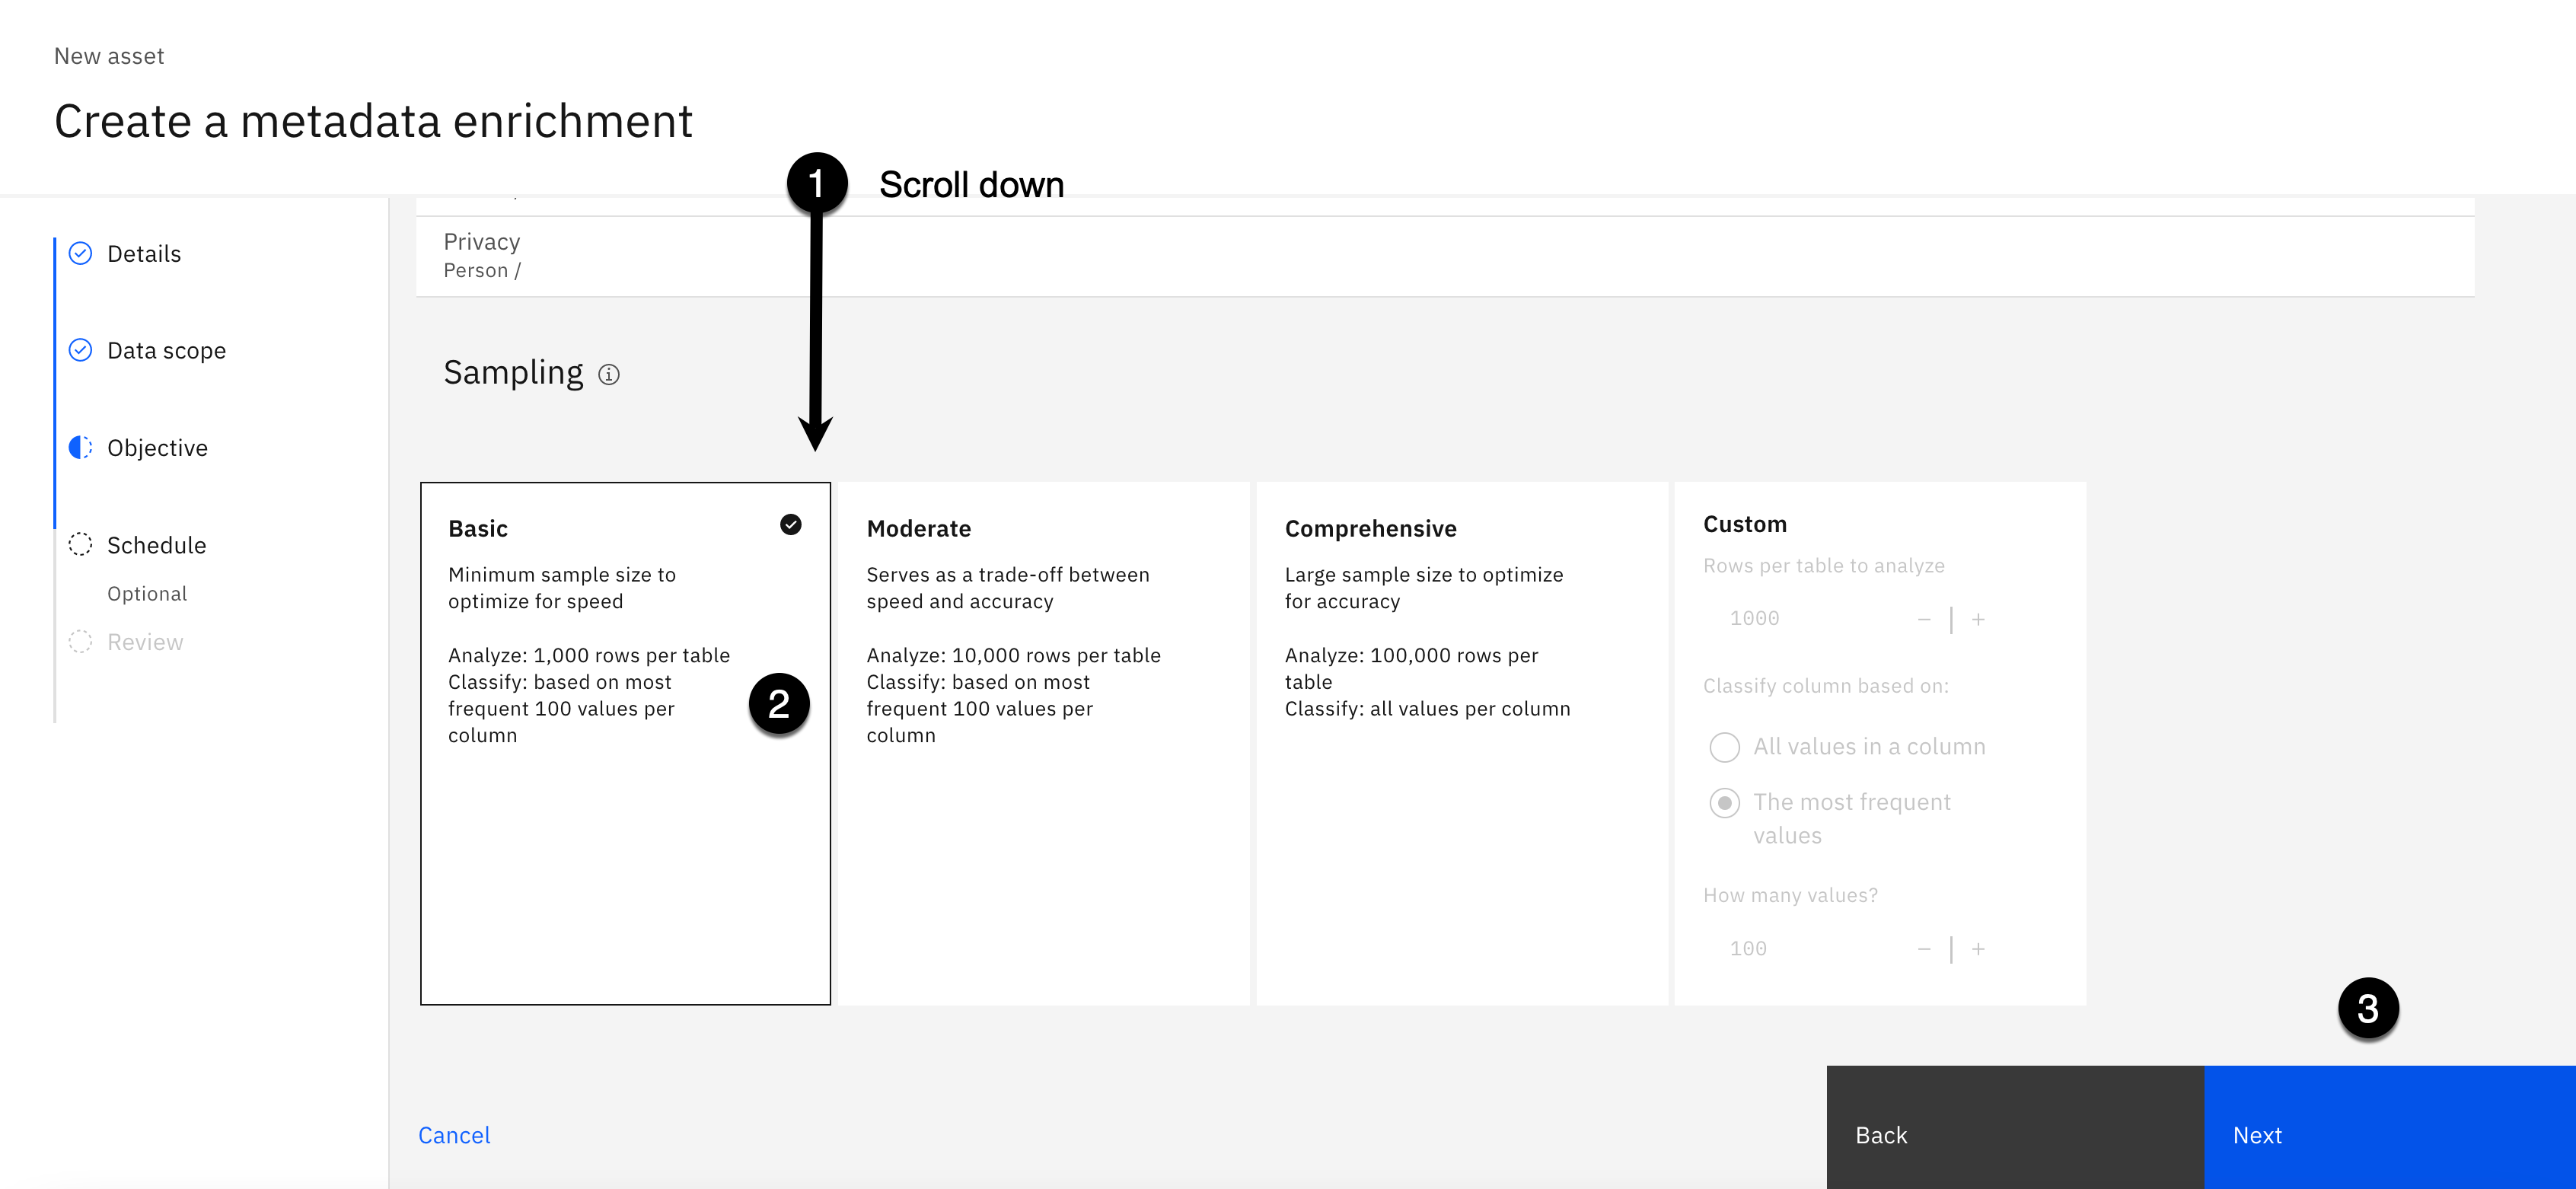 New asset
Create a metadata enrichment
1 Scroll down
Details
Data scope
Objective
Schedule
Optional
Review
Privacy
Person /
Sampling
Basic
Minimum sample size to
optimize for speed
Analyze: 1,000 rows per table
Classify: based on most
frequent 100 values per
column
2
Moderate
Serves as a trade-off between
speed and accuracy
Analyze: 10,000 rows per table
Classify: based on most
frequent 100 values per
column
Comprehensive
Large sample size to optimize
for accuracy
Analyze: 100,000 rows per
table
Classify: all values per column
Custom
Rows per table to analyze
1000
Classify column based on:
All values in a column
The most frequent
values
How many values?
100
3
Cancel
Back
Next